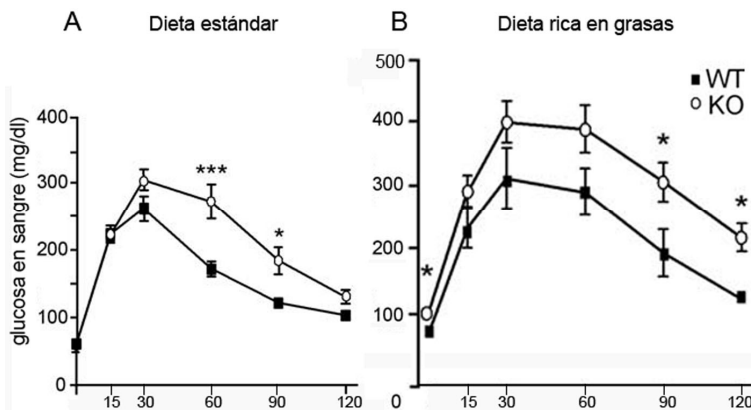 A Dieta estándar
glucosa en sangre (mg/dl)
400
300
200
100
0
***
*
15 30 60 90 120
B Dieta rica en grasas
500
400
300
200
100
0
WT
KO
*
*
*
15 30 60 90 120